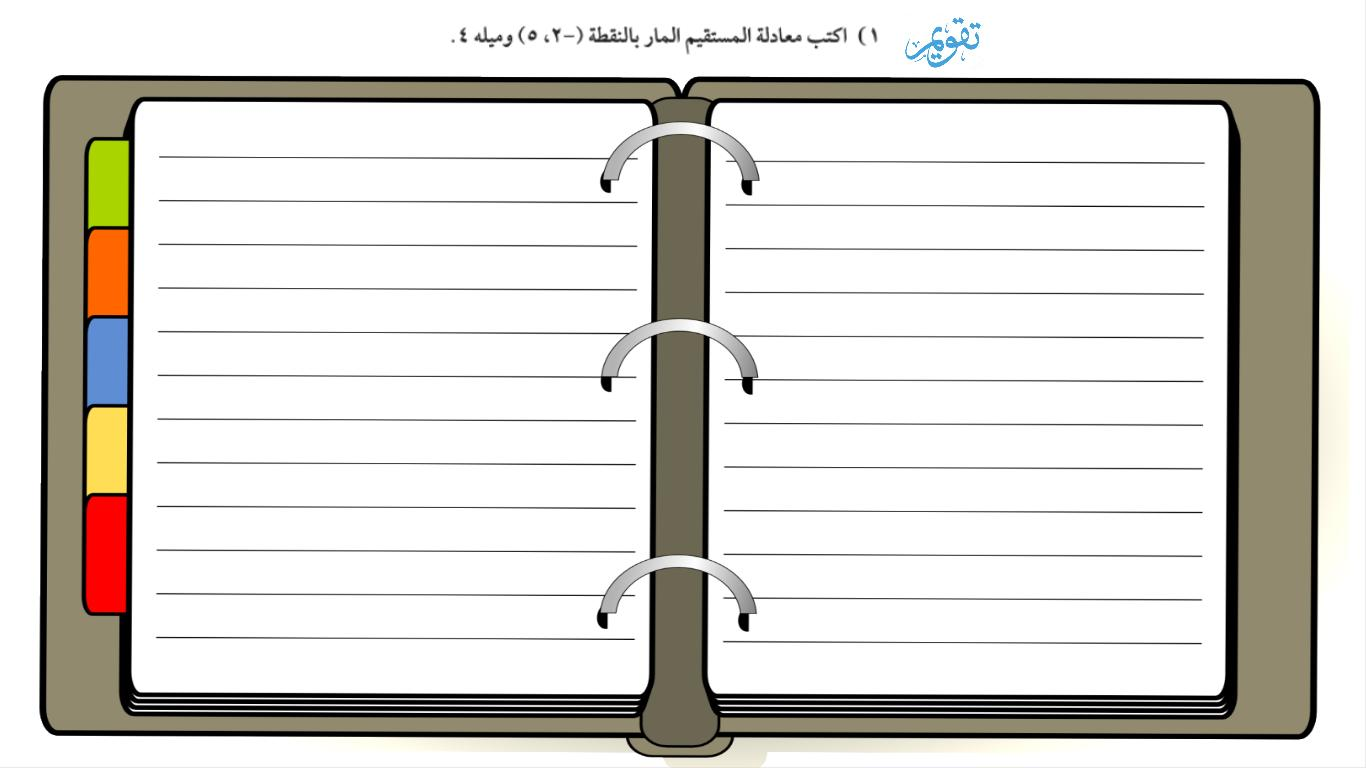 تقويم
١) اكتب معادلة المستقيم المار بالنقطة (-٢، ٥) وميله ٤.